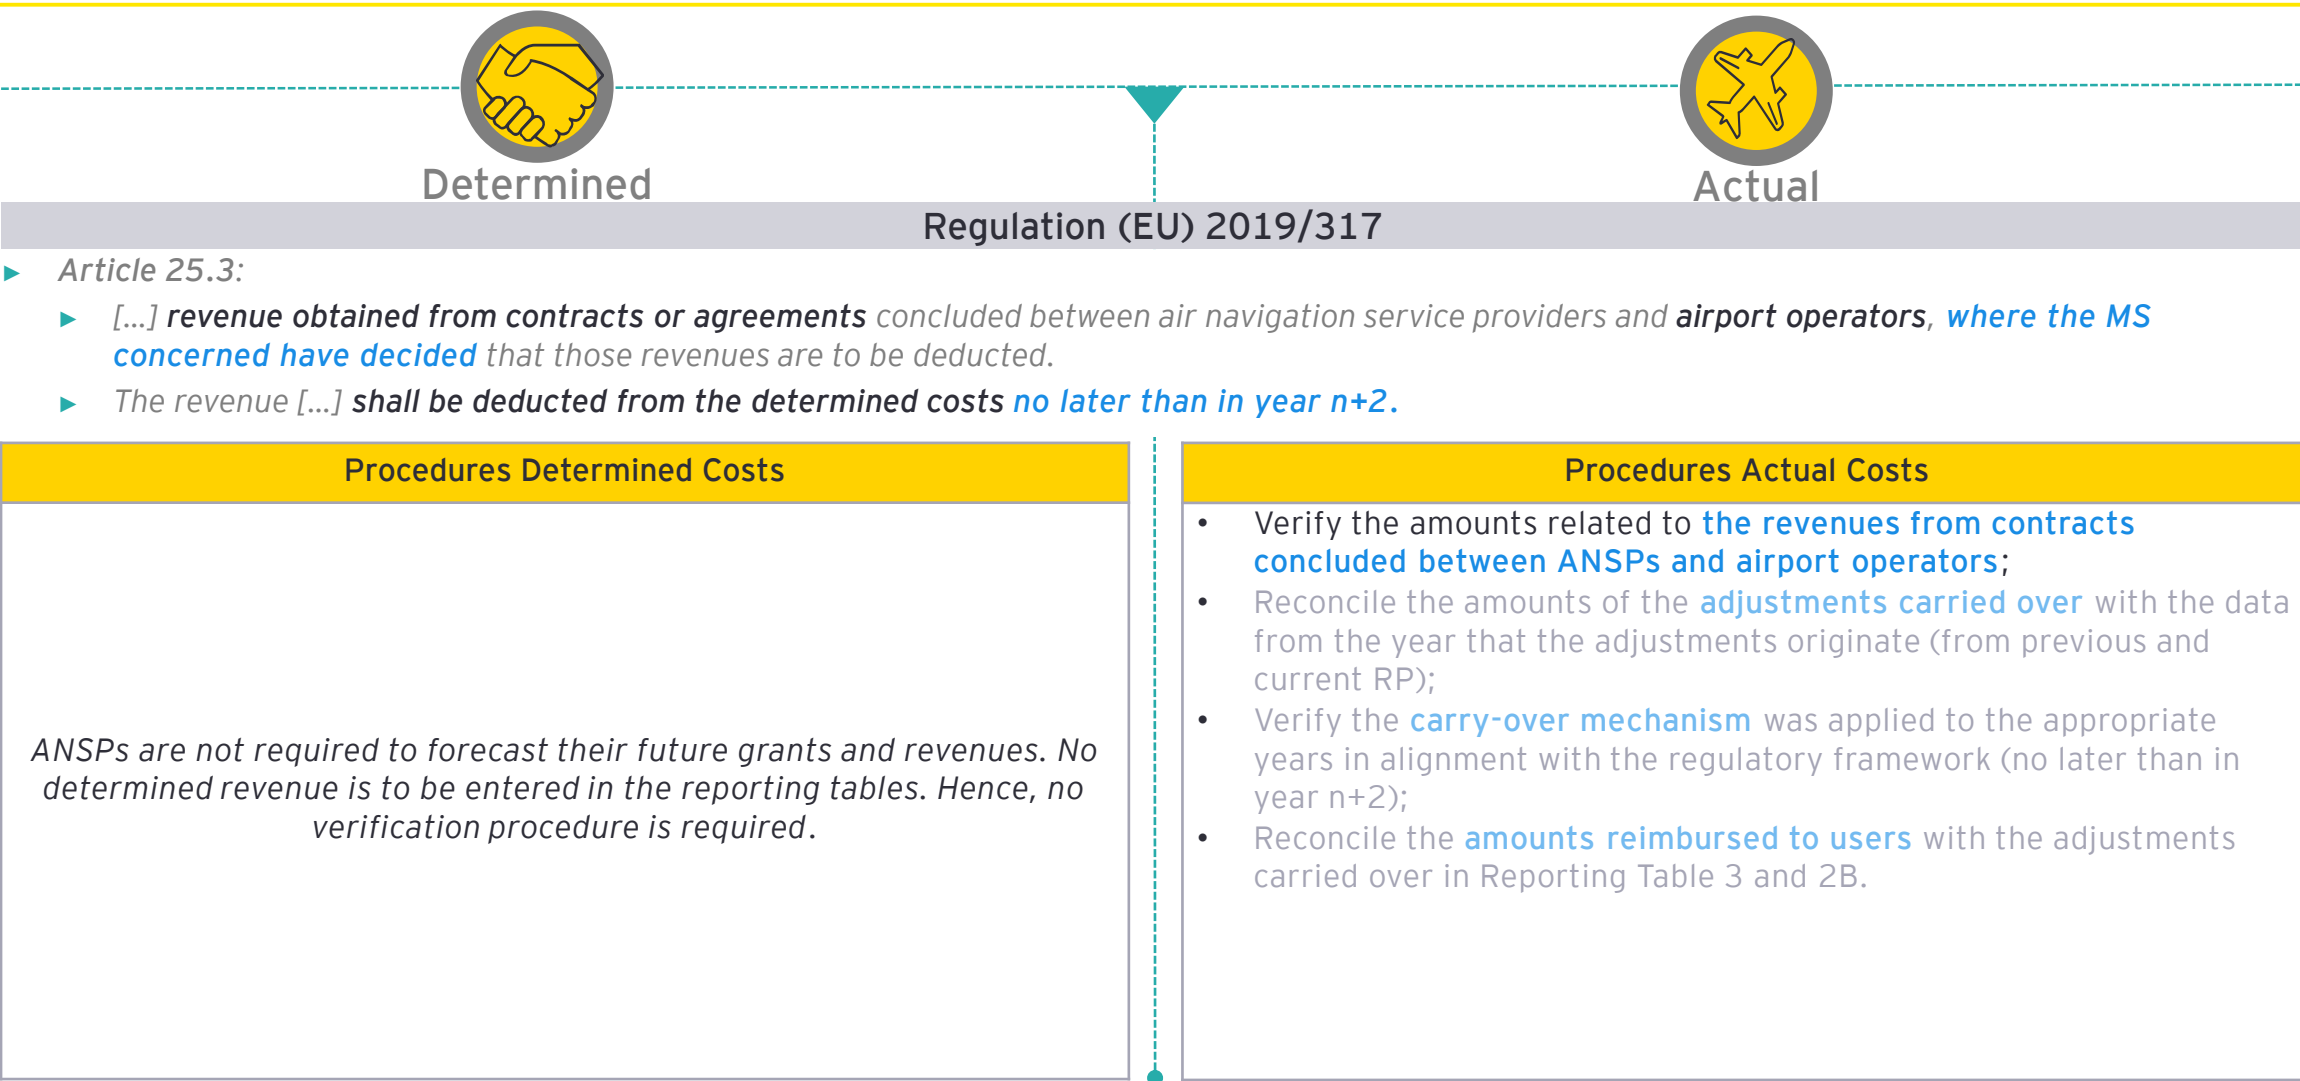 Determined
Actual
Regulation (EU) 2019/317
► Article 25.3:
► [...] revenue obtained from contracts or agreements concluded between air navigation service providers and airport operators, where the MS
concerned have decided that those revenues are to be deducted.
► The revenue [...] shall be deducted from the determined costs no later than in year n+2.
Procedures Determined Costs
ANSPs are not required to forecast their future grants and revenues. No
determined revenue is to be entered in the reporting tables. Hence, no
verification procedure is required.
Procedures Actual Costs
• Verify the amounts related to the revenues from contracts
concluded between ANSPs and airport operators;
• Reconcile the amounts of the adjustments carried over with the data
from the year that the adjustments originate (from previous and
current RP);
• Verify the carry-over mechanism was applied to the appropriate
years in alignment with the regulatory framework (no later than in
year n+2);
• Reconcile the amounts reimbursed to users with the adjustments
carried over in Reporting Table 3 and 2B.